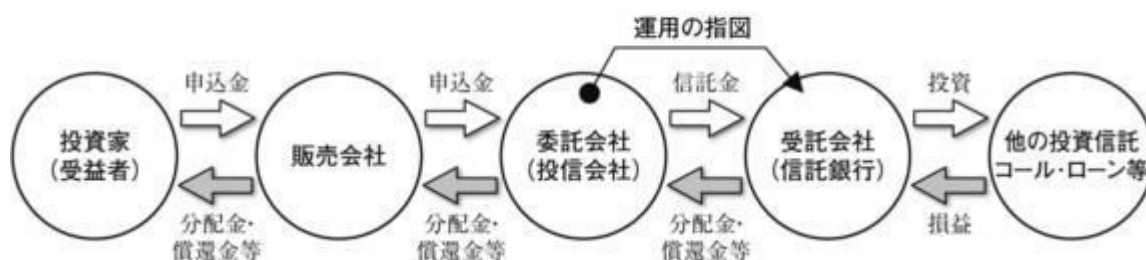 運用の指図
申込金
申込金
信託金
投資
投資家
（受益者）
販売会社
委託会社
（投信会社）
受託会社
（信託銀行）
他の投資信託
コール・ローン等
分配金・
償還金等
分配金・
償還金等
分配金・
償還金等
損益